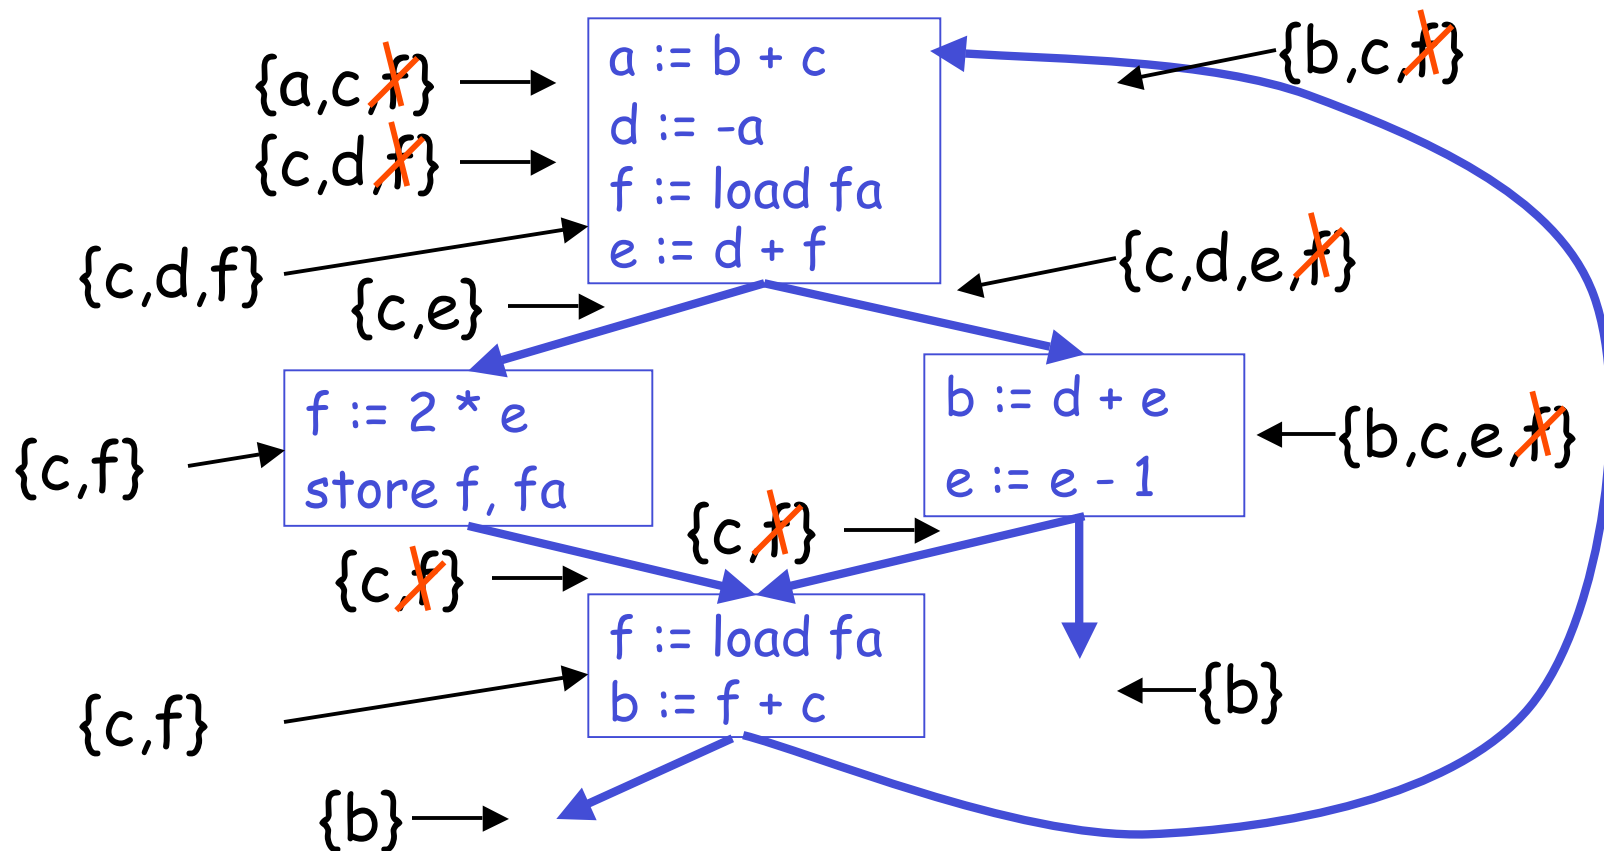 {a,c,f}
{c,d,f}
{c,d,f}
{c,e}
a := b + c
d := -a
f := load fa
e := d + f
{b,c,f}
{c,d,e,f}
{c,f}
f := 2 * e
store f, fa
b := d + e
e := e - 1
{b,c,e,f}
{c,f}
{c,f}
{c,f}
f := load fa
b := f + c
{b}
{b}